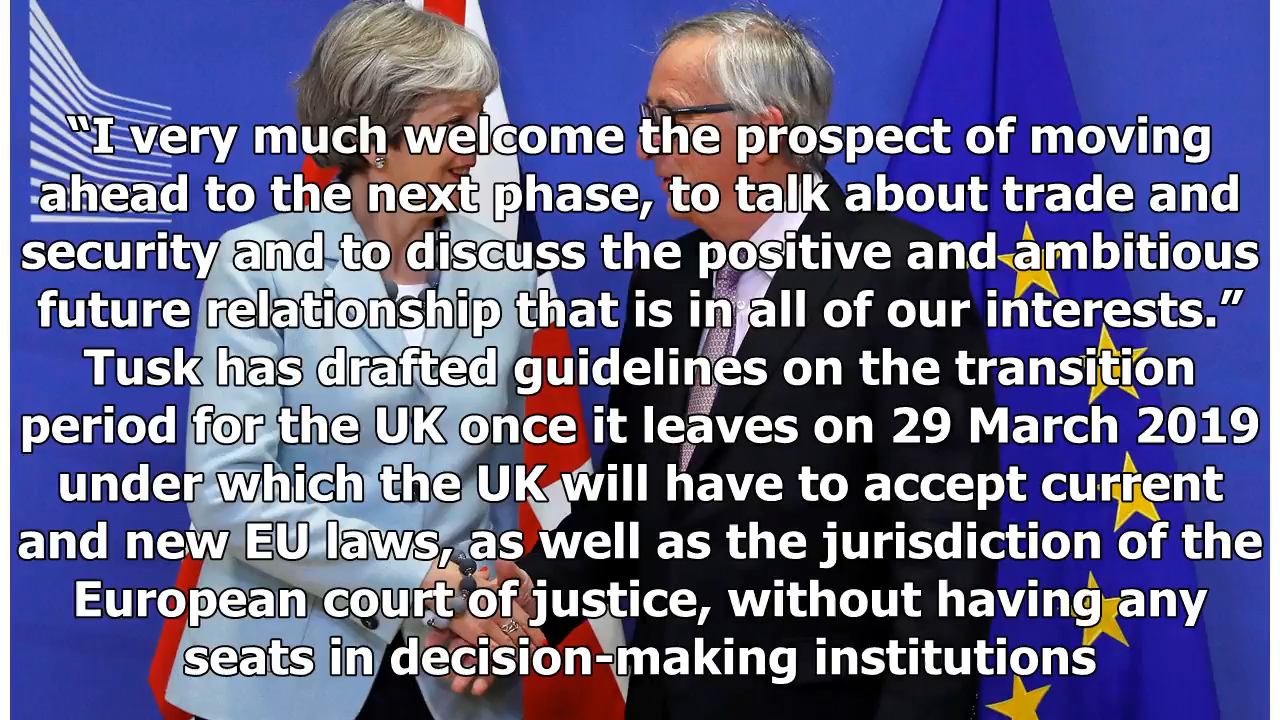 “I very much welcome the prospect of moving
ahead to the next phase, to talk about trade and
security and to discuss the positive and ambitious
future relationship that is in all of our interests.”
Tusk has drafted guidelines on the transition
period for the UK once it leaves on 29 March 2019
under which the UK will have to accept current
and new EU laws, as well as the jurisdiction of the
European court of justice, without having any
seats in decision-making institutions